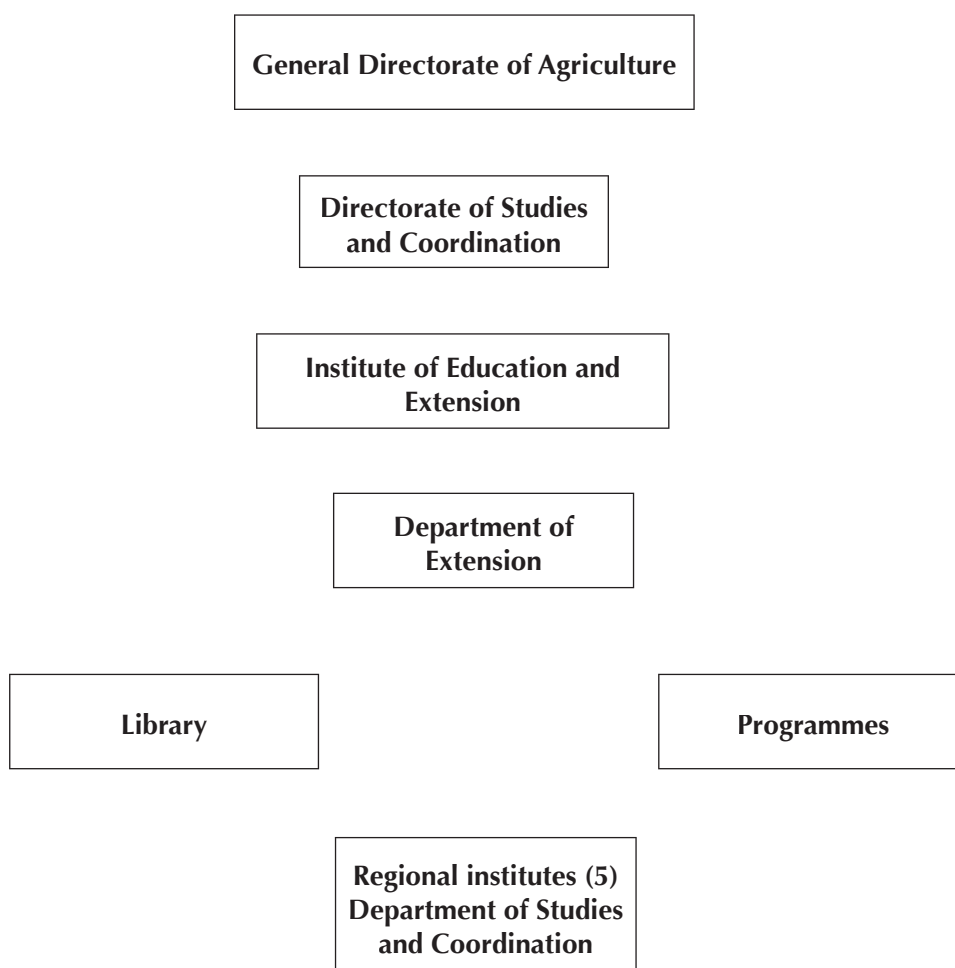 General Directorate of Agriculture
Directorate of Studies
and Coordination
Institute of Education and
Extension
Department of
Extension
Library
Programmes
Regional institutes (5)
Department of Studies
and Coordination